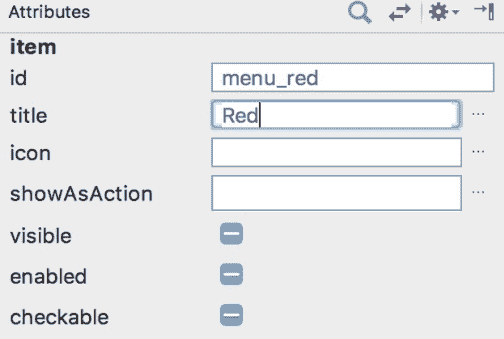 Attributes
item
id menu_red
title Red ...
icon ...
showAsAction ...
visible
enabled
checkable